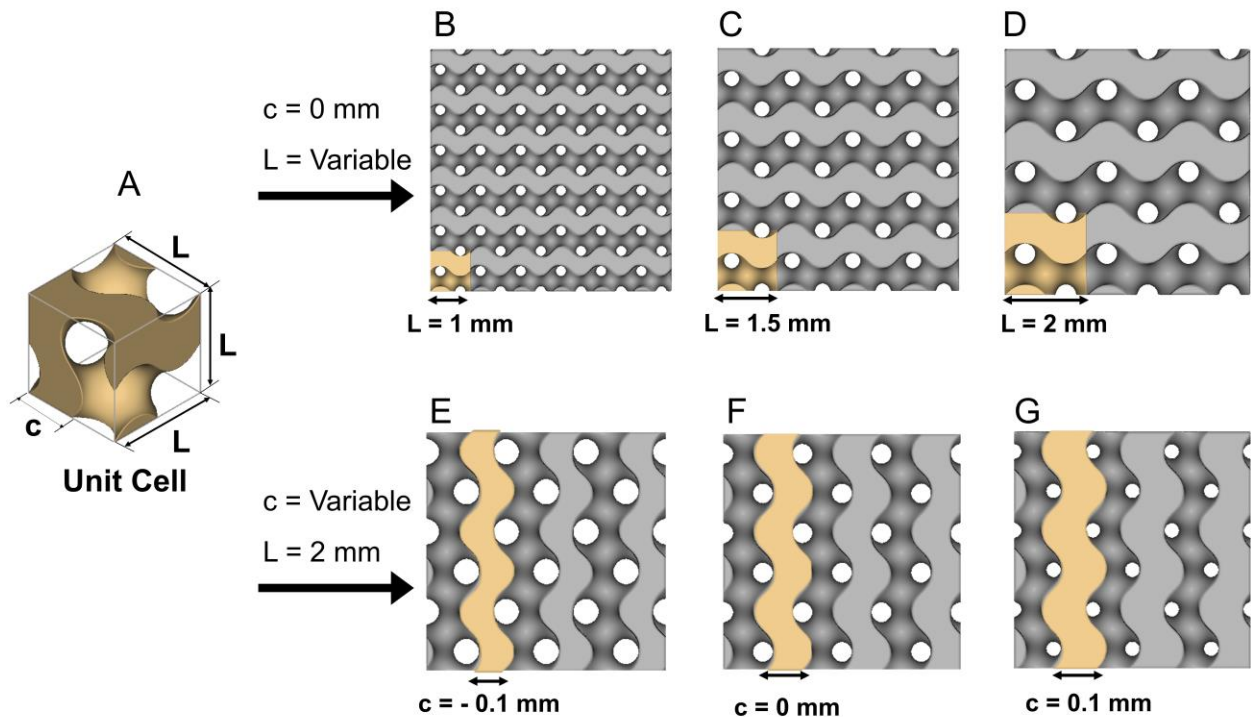 A
L
L
L
c
Unit Cell
c = 0 mm
L = Variable
B
C
D
L = 1 mm
L = 1.5 mm
L = 2 mm
c = Variable
L = 2 mm
E
F
G
c = - 0.1 mm
c = 0 mm
c = 0.1 mm